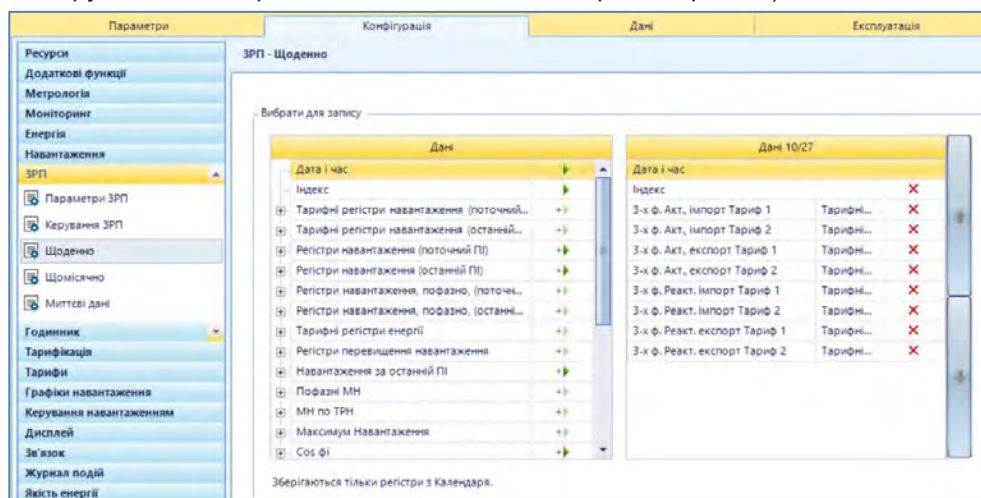 Параметри Конфігурація Дані Експлуатація
Ресурси
Додаткові функції
Метрологія
Моніторинг
Енергія
Навантаження
ЗРП
Параметри ЗРП
Керування ЗРП
Щоденно
Щомісячно
Миттєві дані
Годинник
Тарифікація
Тарифи
Графіки навантаження
Керування навантаженням
Дисплей
Зв'язок
Журнал подій
Якість енергії
ЗРП - Щоденно
Вибрати для запису
Дані
Дата і час
Індекс
Тарифні регістри навантаження (поточний...
Тарифні регістри навантаження (останній...
Регістри навантаження (поточний ПІ)
Регістри навантаження (останній ПІ)
Регістри навантаження, пофазно, (поточн...
Регістри навантаження, пофазно, (останні...
Тарифні регістри енергії
Регістри перевищення навантаження
Навантаження за останній ПІ
Пофазні МН
МН по ТРН
Максимум Навантаження
Cos фі
Дані 10/27
Дата і час
Індекс
3-х ф. Акт., імпорт Тариф 1 Тарифні...
3-х ф. Акт., імпорт Тариф 2 Тарифні...
3-х ф. Акт., експорт Тариф 1 Тарифні...
3-х ф. Акт., експорт Тариф 2 Тарифні...
3-х ф. Реакт. імпорт Тариф 1 Тарифні...
3-х ф. Реакт. імпорт Тариф 2 Тарифні...
3-х ф. Реакт. експорт Тариф 1 Тарифні...
3-х ф. Реакт. експорт Тариф 2 Тарифні...
Зберігаються тільки регістри з Календаря.